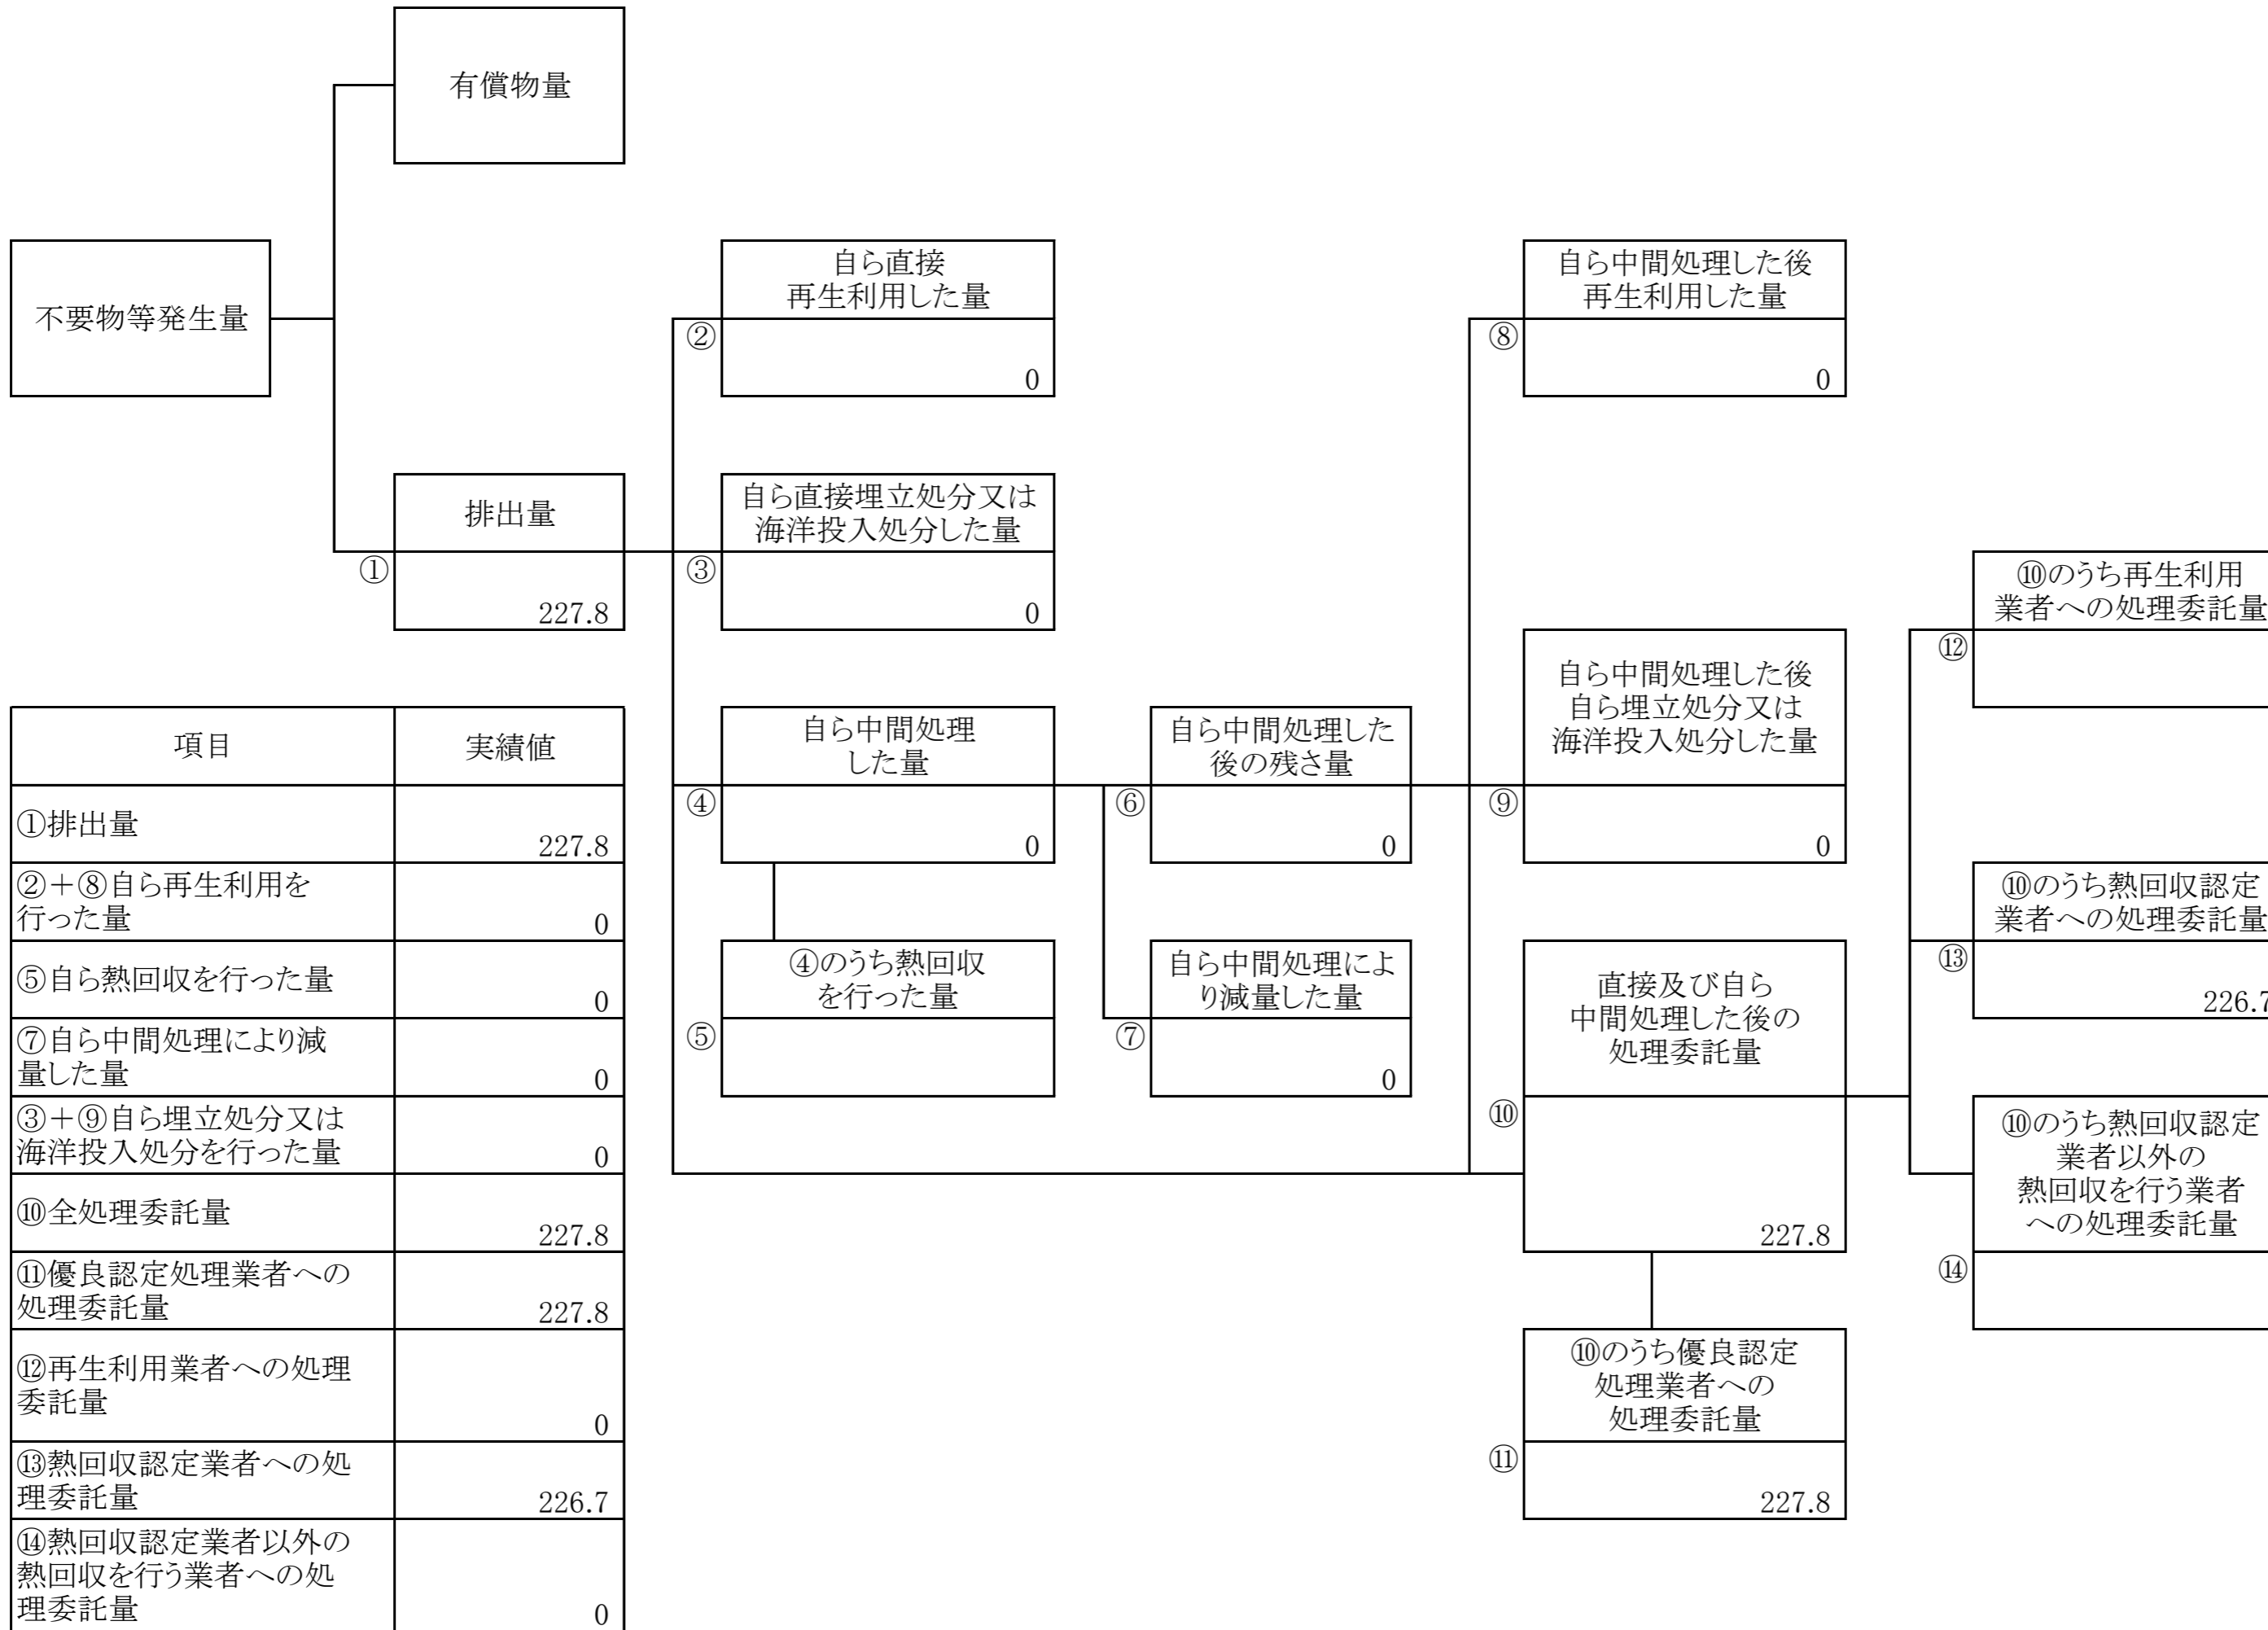 有償物量
不要物等発生量
自ら直接
再生利用した量
②
0
自ら中間処理した後
再生利用した量
⑧
0
排出量
①
227.8
自ら直接埋立処分又は
海洋投入処分した量
③
0
⑩のうち再生利用
業者への処理委託量
⑫
自ら中間処理した後
自ら埋立処分又は
海洋投入処分した量
⑨
0
自ら中間処理
した量
④
0
自ら中間処理した
後の残さ量
⑥
0
⑩のうち熱回収認定
業者への処理委託量
⑬
226.7
④のうち熱回収
を行った量
⑤
自ら中間処理によ
り減量した量
⑦
0
直接及び自ら
中間処理した後の
処理委託量
⑩
227.8
⑩のうち熱回収認定
業者以外の
熱回収を行う業者
への処理委託量
⑭
⑩のうち優良認定
処理業者への
処理委託量
⑪
227.8
項目 実績値
①排出量
227.8
②+⑧自ら再生利用を
行った量
0
⑤自ら熱回収を行った量
0
⑦自ら中間処理により減
量した量
0
③+⑨自ら埋立処分又は
海洋投入処分を行った量
0
⑩全処理委託量
227.8
⑪優良認定処理業者への
処理委託量
227.8
⑫再生利用業者への処理
委託量
0
⑬熱回収認定業者への処
理委託量
226.7
⑭熱回収認定業者以外の
熱回収を行う業者への処
理委託量
0